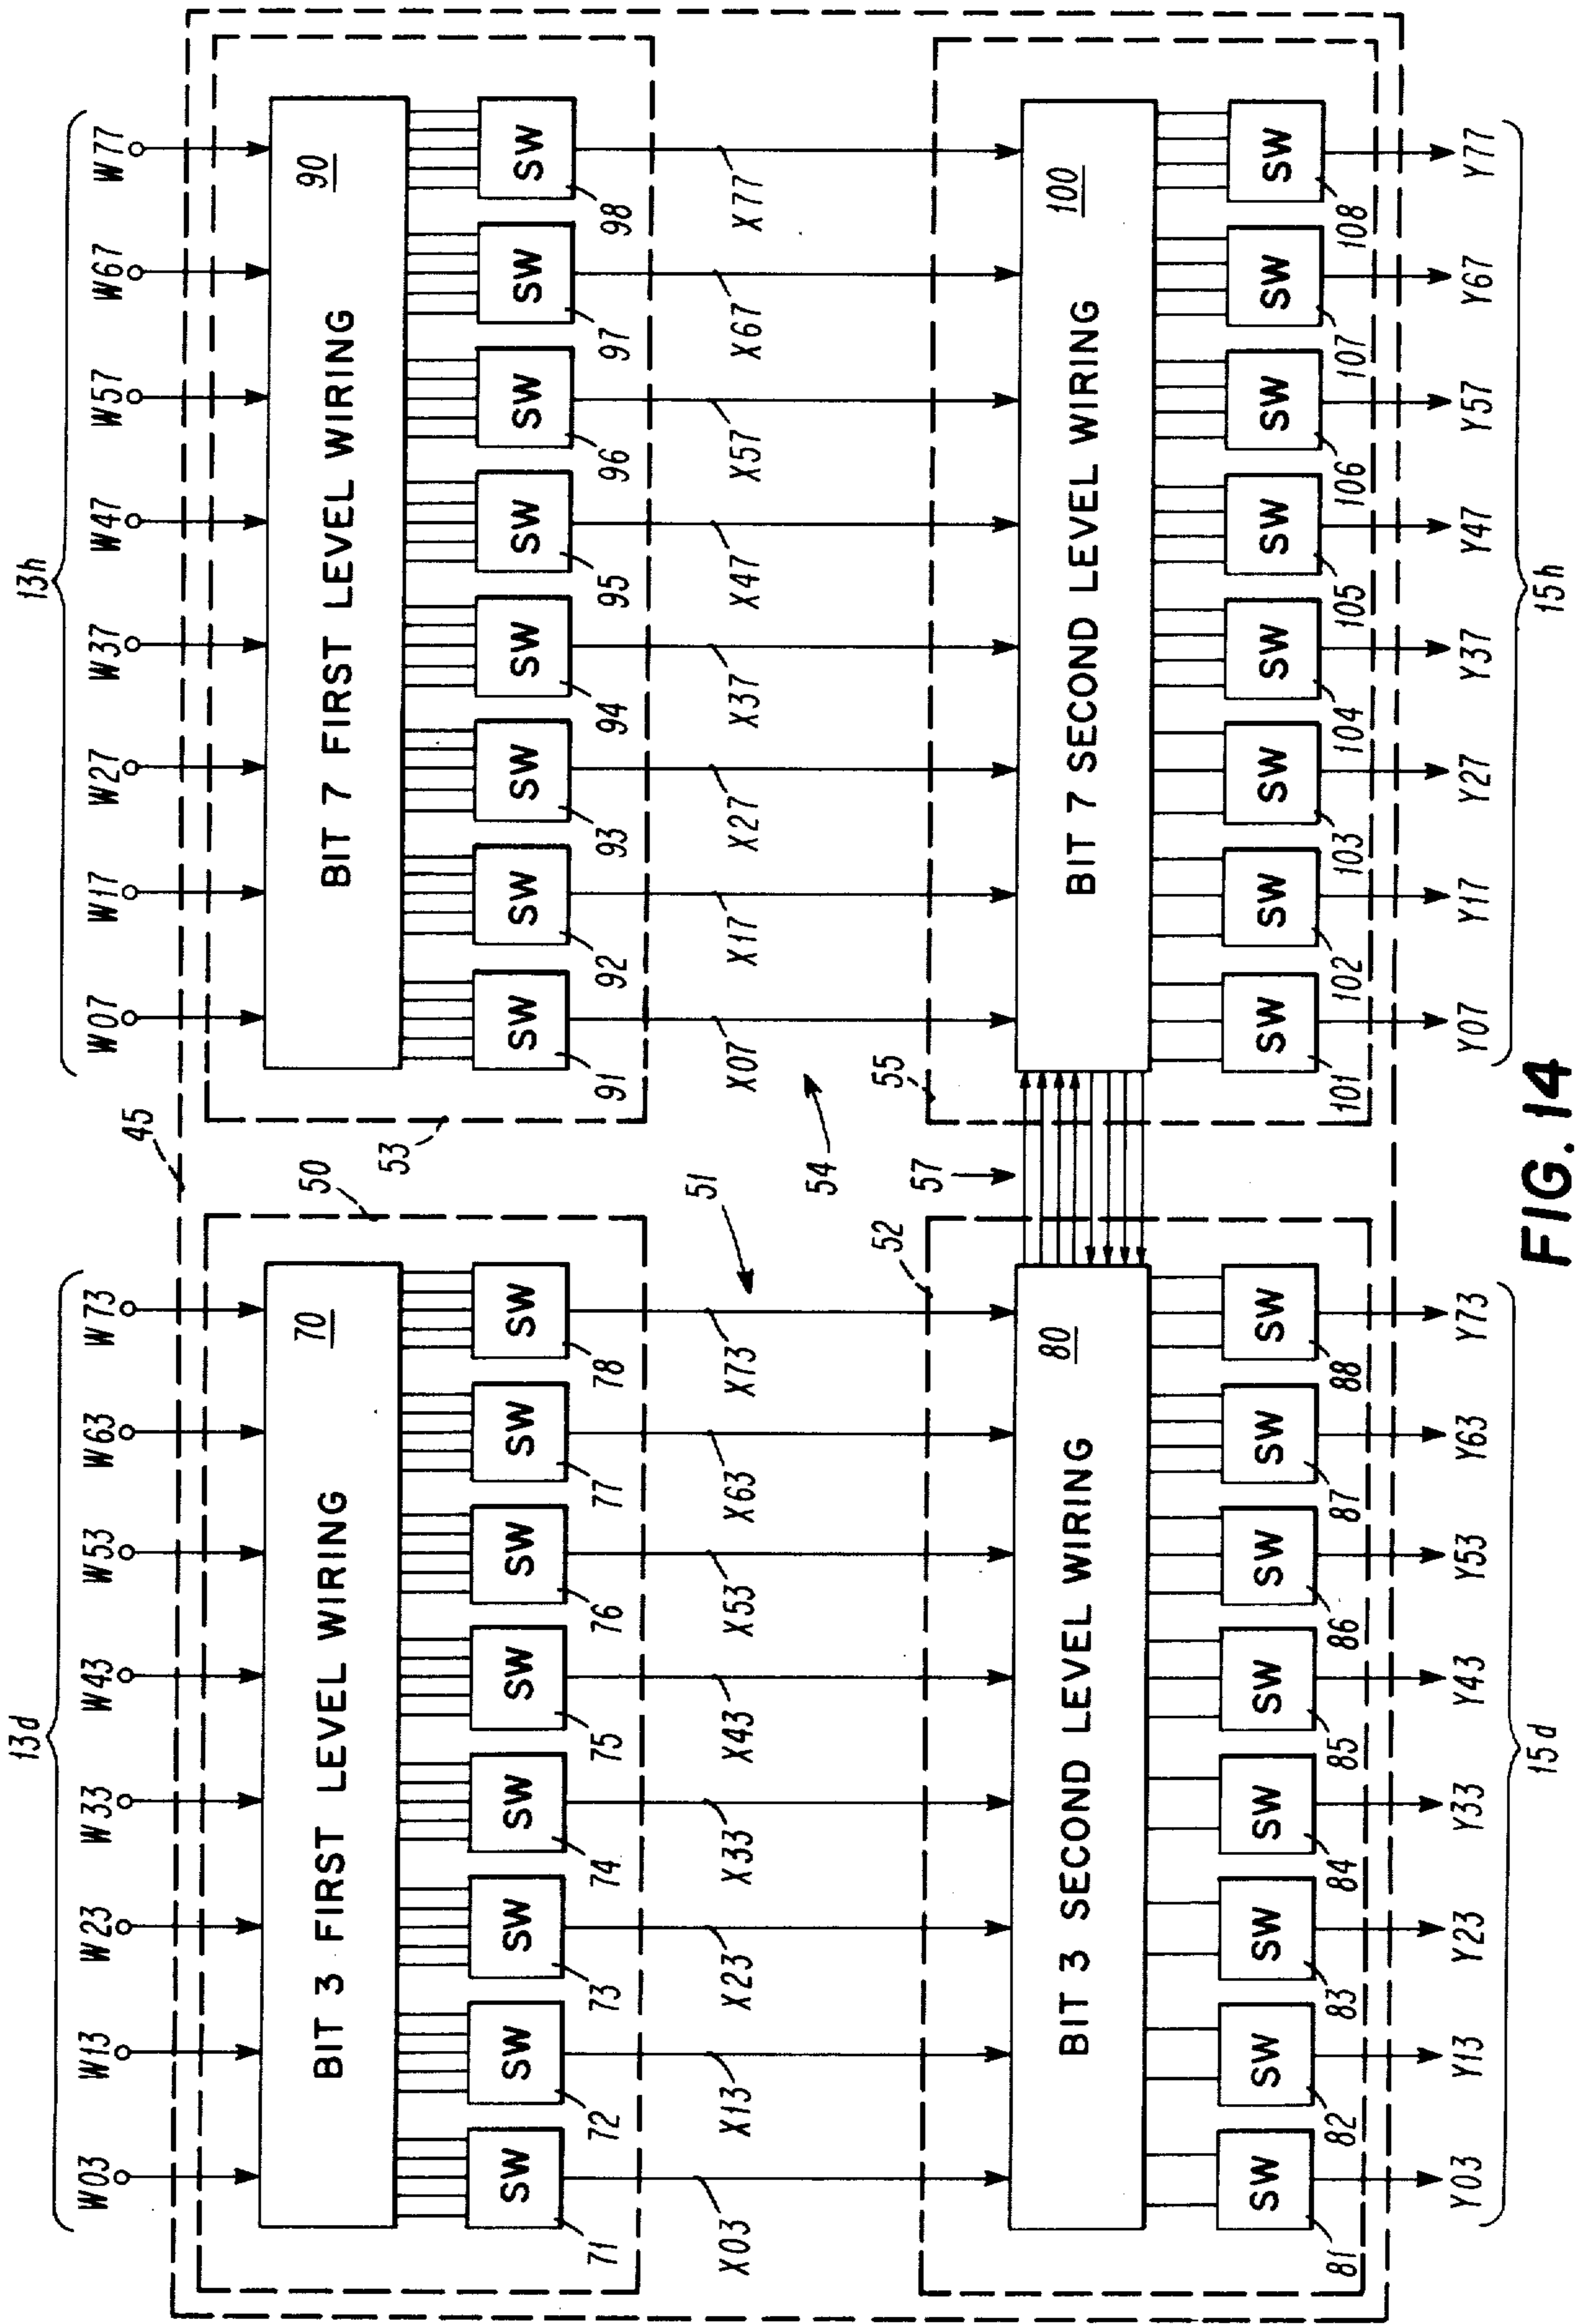 13d
13h
W03 W13 W23 W33 W43 W53 W63 W73
W07 W17 W27 W37 W47 W57 W67 W77
45
50
53
BIT 3 FIRST LEVEL WIRING
70
BIT 7 FIRST LEVEL WIRING
90
SW SW SW SW SW SW SW SW
SW SW SW SW SW SW SW SW
71 72 73 74 75 76 77 78
91 92 93 94 95 96 97 98
51
54
X03 X13 X23 X33 X43 X53 X63 X73
X07 X17 X27 X37 X47 X57 X67 X77
52
57
55
BIT 3 SECOND LEVEL WIRING
80
BIT 7 SECOND LEVEL WIRING
100
SW SW SW SW SW SW SW SW
SW SW SW SW SW SW SW SW
81 82 83 84 85 86 87 88
101 102 103 104 105 106 107 108
Y03 Y13 Y23 Y33 Y43 Y53 Y63 Y73
Y07 Y17 Y27 Y37 Y47 Y57 Y67 Y77
15d
15h
FIG. 14